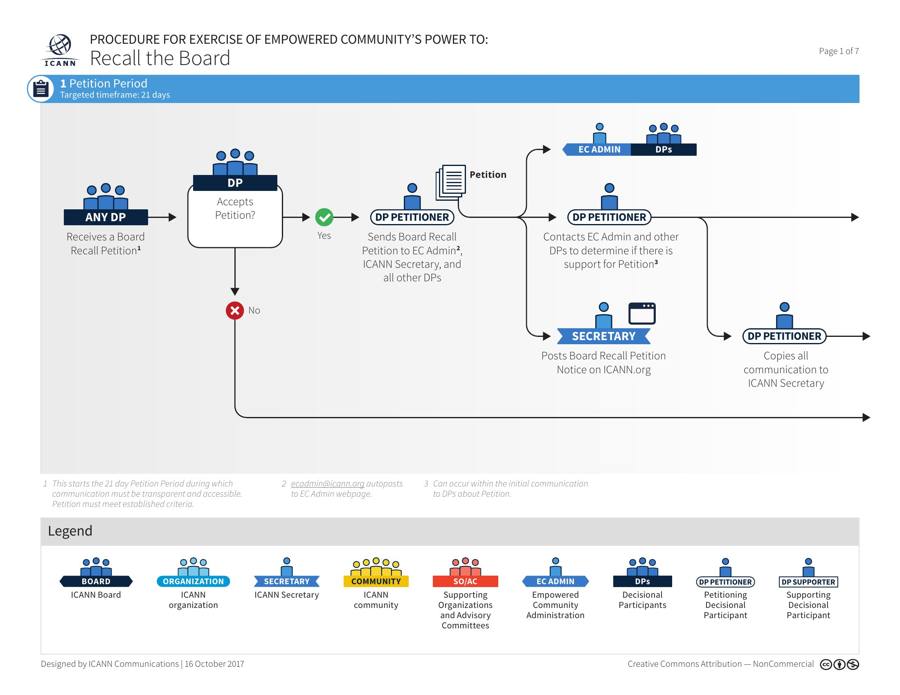 ICANN
PROCEDURE FOR EXERCISE OF EMPOWERED COMMUNITY'S POWER TO:
Recall the Board
Page 1 of 7
1 Petition Period
Targeted timeframe: 21 days
ANY DP
Receives a Board
Recall Petition1
DP
Accepts
Petition?
Yes
No
Petition
DP PETITIONER
Sends Board Recall
Petition to EC Admin2,
ICANN Secretary, and
all other DPs
EC ADMIN
DPs
DP PETITIONER
Contacts EC Admin and other
DPs to determine if there is
support for Petition3
SECRETARY
Posts Board Recall Petition
Notice on ICANN.org
DP PETITIONER
Copies all
communication to
ICANN Secretary
1 This starts the 21 day Petition Period during which
communication must be transparent and accessible.
Petition must meet established criteria.
2 ecadmin@icann.org autoposts
to EC Admin webpage.
3 Can occur within the initial communication
to DPs about Petition.
Legend
BOARD
ICANN Board
ORGANIZATION
ICANN
organization
SECRETARY
ICANN Secretary
COMMUNITY
ICANN
community
SO/AC
Supporting
Organizations
and Advisory
Committees
EC ADMIN
Empowered
Community
Administration
DPs
Decisional
Participants
DP PETITIONER
Petitioning
Decisional
Participant
DP SUPPORTER
Supporting
Decisional
Participant
Designed by ICANN Communications | 16 October 2017
Creative Commons Attribution — NonCommercial